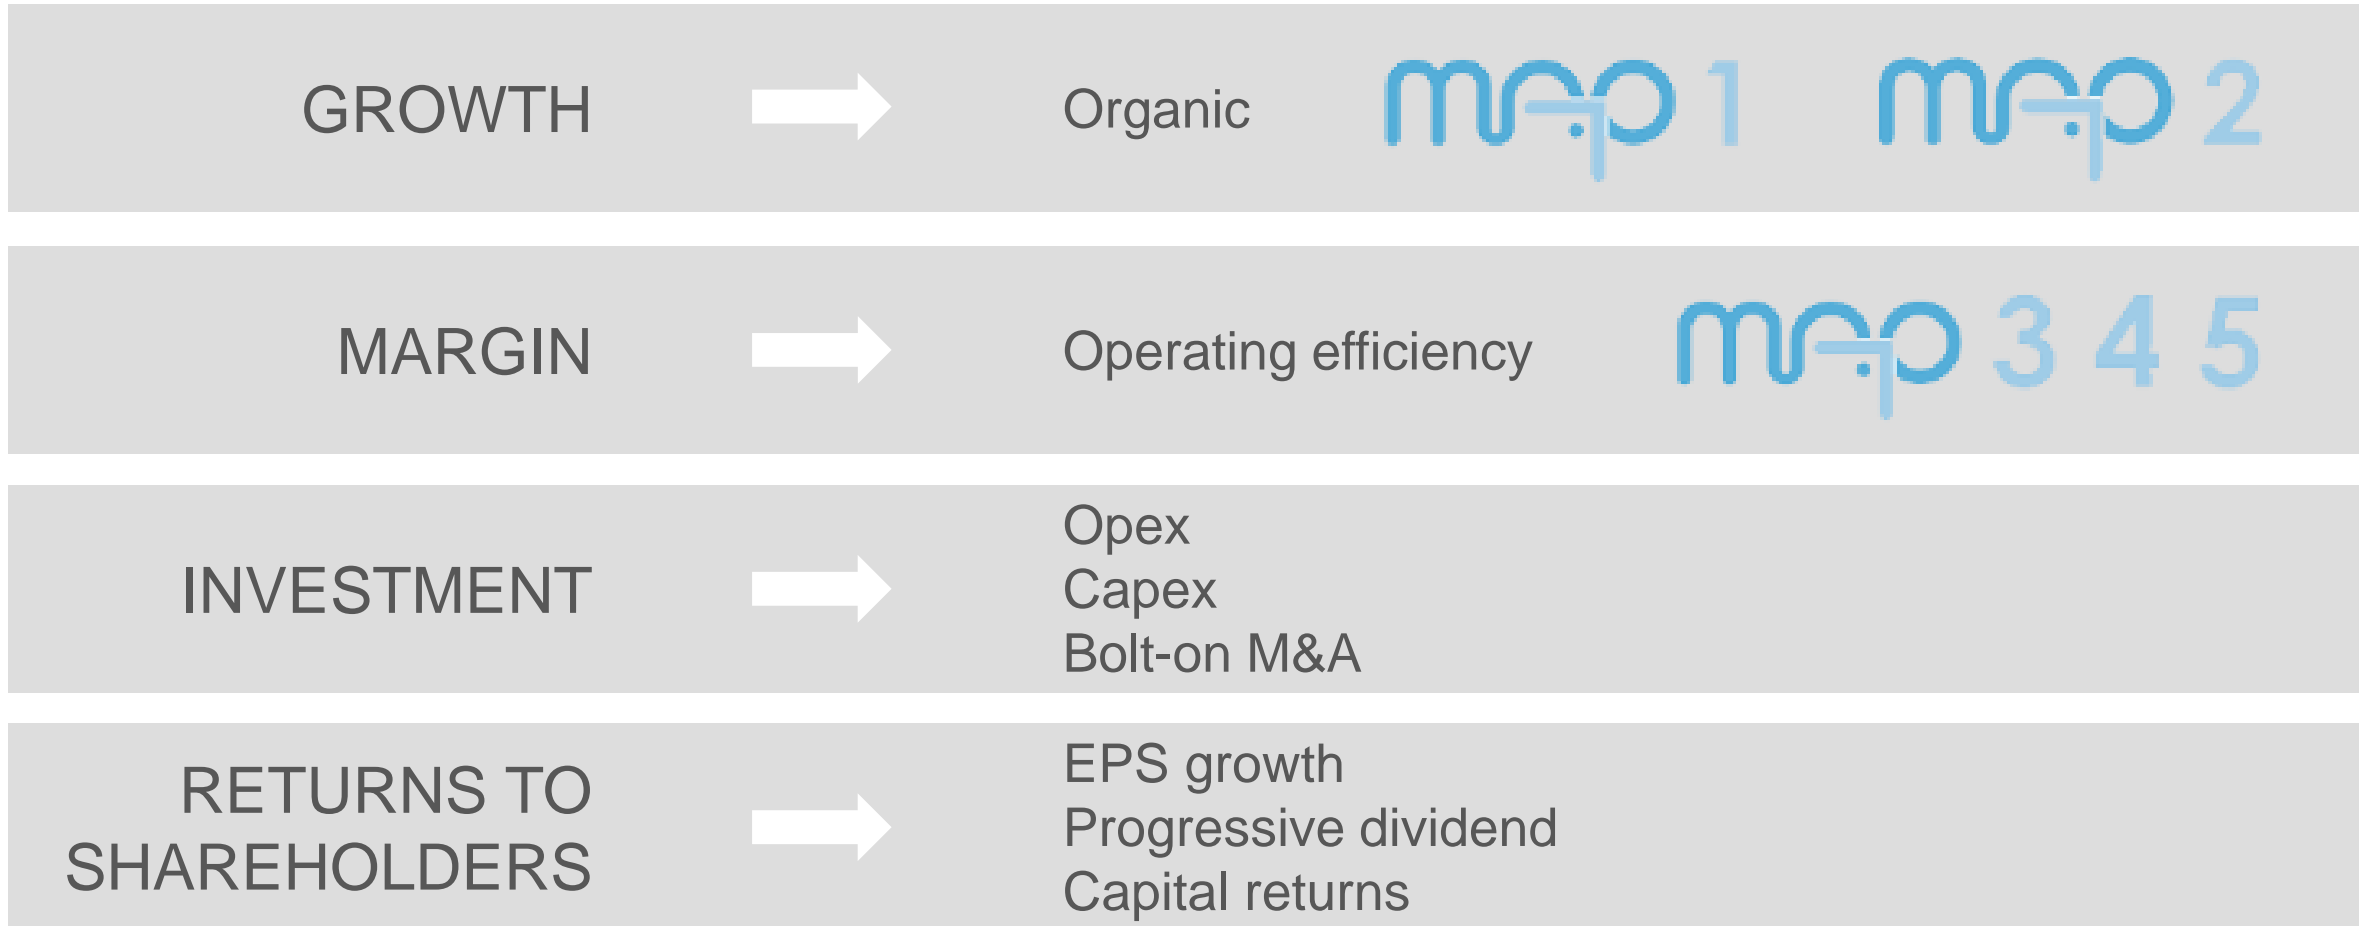 GROWTH Organic map 1 map 2
MARGIN Operating efficiency map 3 4 5
INVESTMENT
Opex
Capex
Bolt-on M&A
RETURNS TO
SHAREHOLDERS
EPS growth
Progressive dividend
Capital returns